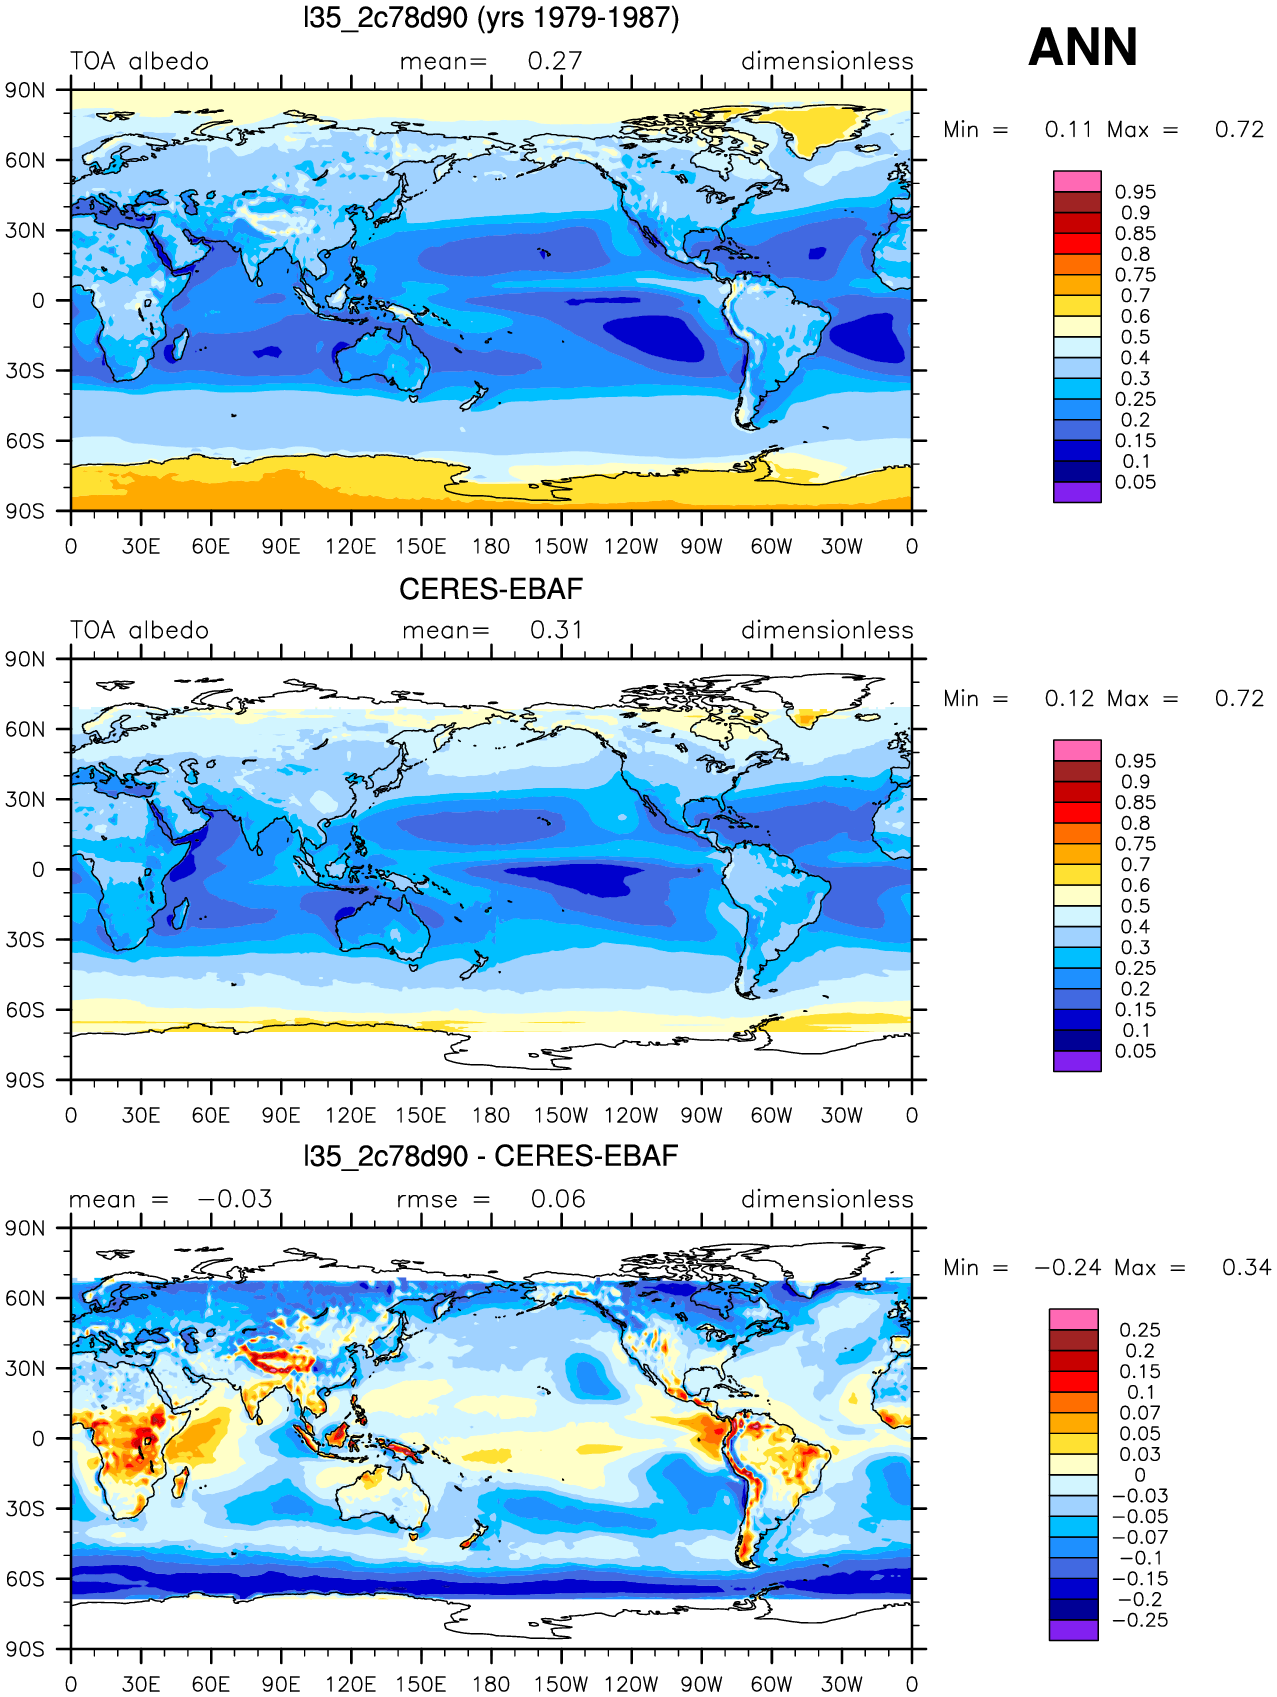 l35_2c78d90 (yrs 1979-1987)
ANN
TOA albedo mean= 0.27 dimensionless
Min = 0.11 Max = 0.72
90N
60N
30N
0
30S
60S
90S
0 30E 60E 90E 120E 150E 180 150W 120W 90W 60W 30W 0
0.95
0.9
0.85
0.8
0.75
0.7
0.6
0.5
0.4
0.3
0.25
0.2
0.15
0.1
0.05
CERES-EBAF
TOA albedo mean= 0.31 dimensionless
Min = 0.12 Max = 0.72
90N
60N
30N
0
30S
60S
90S
0 30E 60E 90E 120E 150E 180 150W 120W 90W 60W 30W 0
0.95
0.9
0.85
0.8
0.75
0.7
0.6
0.5
0.4
0.3
0.25
0.2
0.15
0.1
0.05
l35_2c78d90 - CERES-EBAF
mean = −0.03 rmse = 0.06 dimensionless
Min = −0.24 Max = 0.34
90N
60N
30N
0
30S
60S
90S
0 30E 60E 90E 120E 150E 180 150W 120W 90W 60W 30W 0
0.25
0.2
0.15
0.1
0.07
0.05
0.03
0
−0.03
−0.05
−0.07
−0.1
−0.15
−0.2
−0.25